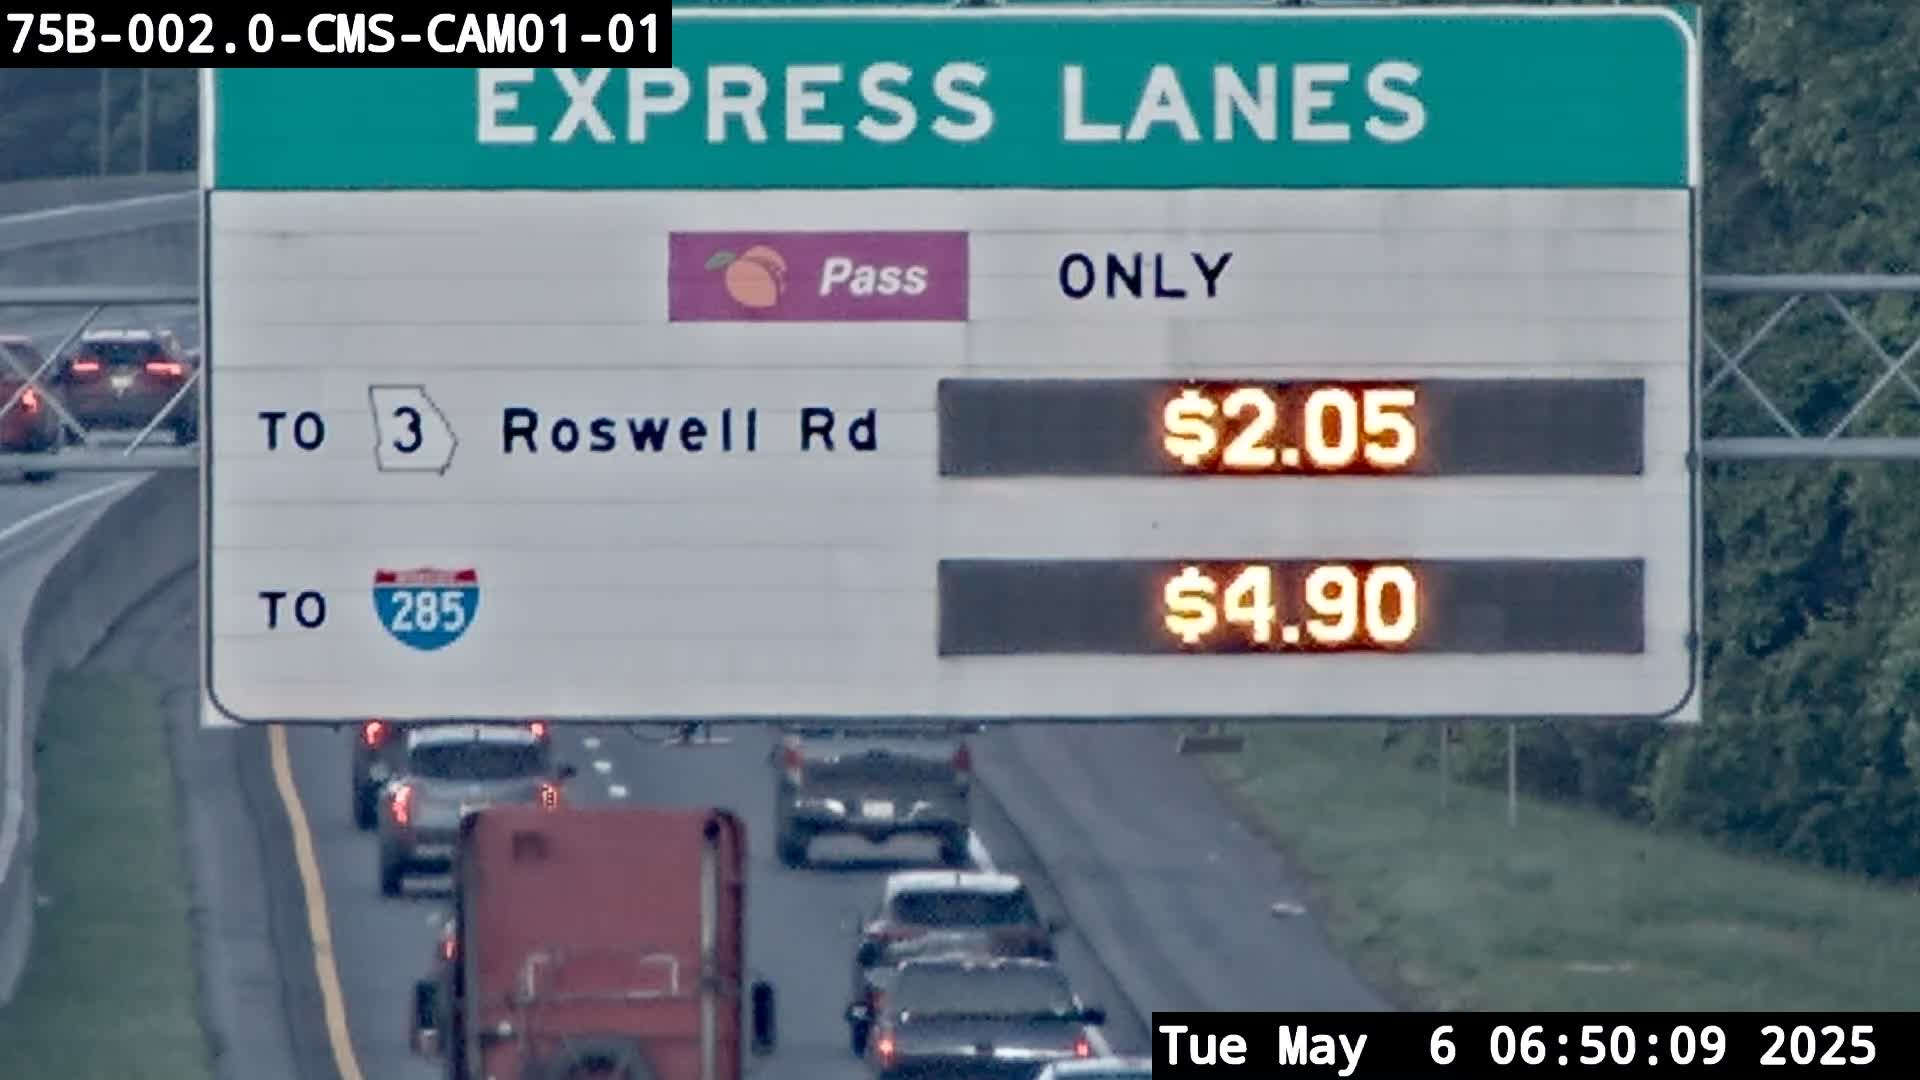 75B-002.0-CMS-CAM01-01
EXPRESS LANES
Pass ONLY
TO 3 Roswell Rd $2.05
TO 285 $4.90
Tue May 6 06:50:09 2025